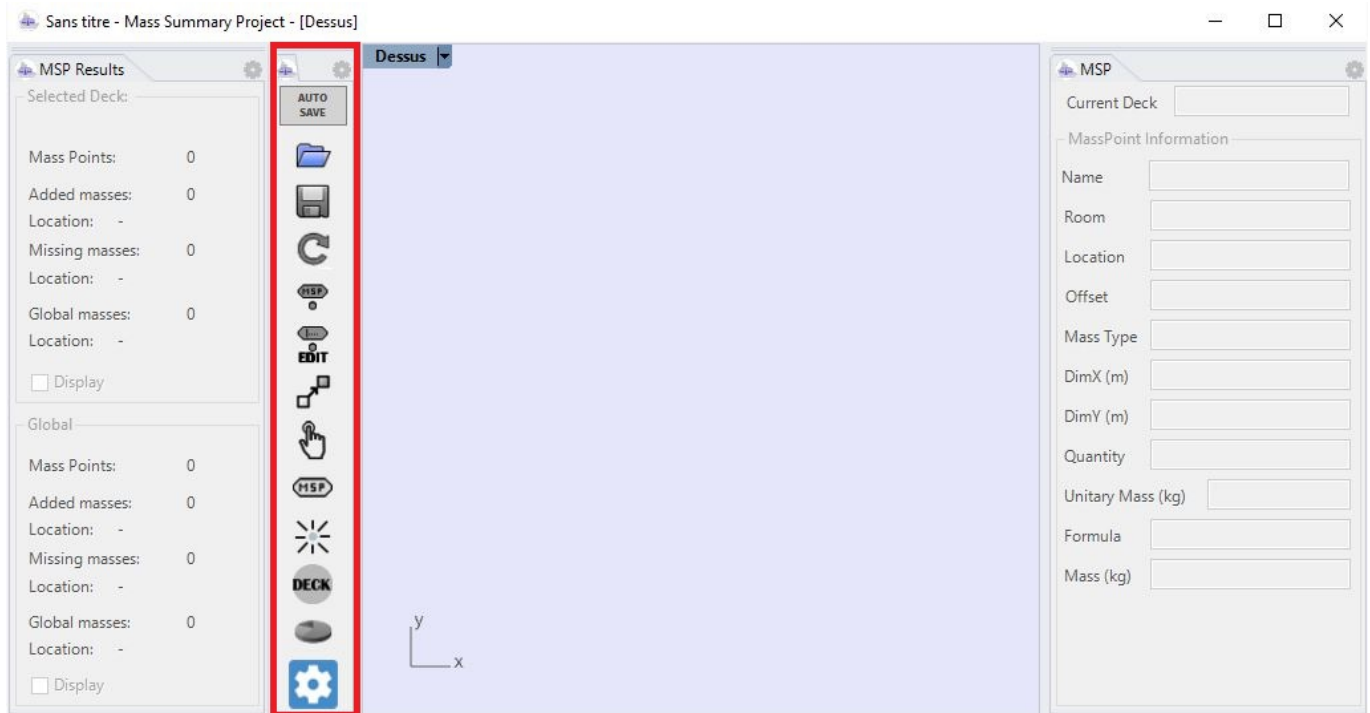 Sans titre - Mass Summary Project - [Dessus]
MSP Results
Selected Deck:
Mass Points: 0
Added masses: 0
Location: -
Missing masses: 0
Location: -
Global masses: 0
Location: -
Display
Global
Mass Points: 0
Added masses: 0
Location: -
Missing masses: 0
Location: -
Global masses: 0
Location: -
Display
AUTO
SAVE
MSP
EDIT
MSP
DECK
Dessus
y
x
MSP
Current Deck
MassPoint Information
Name
Room
Location
Offset
Mass Type
DimX (m)
DimY (m)
Quantity
Unitary Mass (kg)
Formula
Mass (kg)